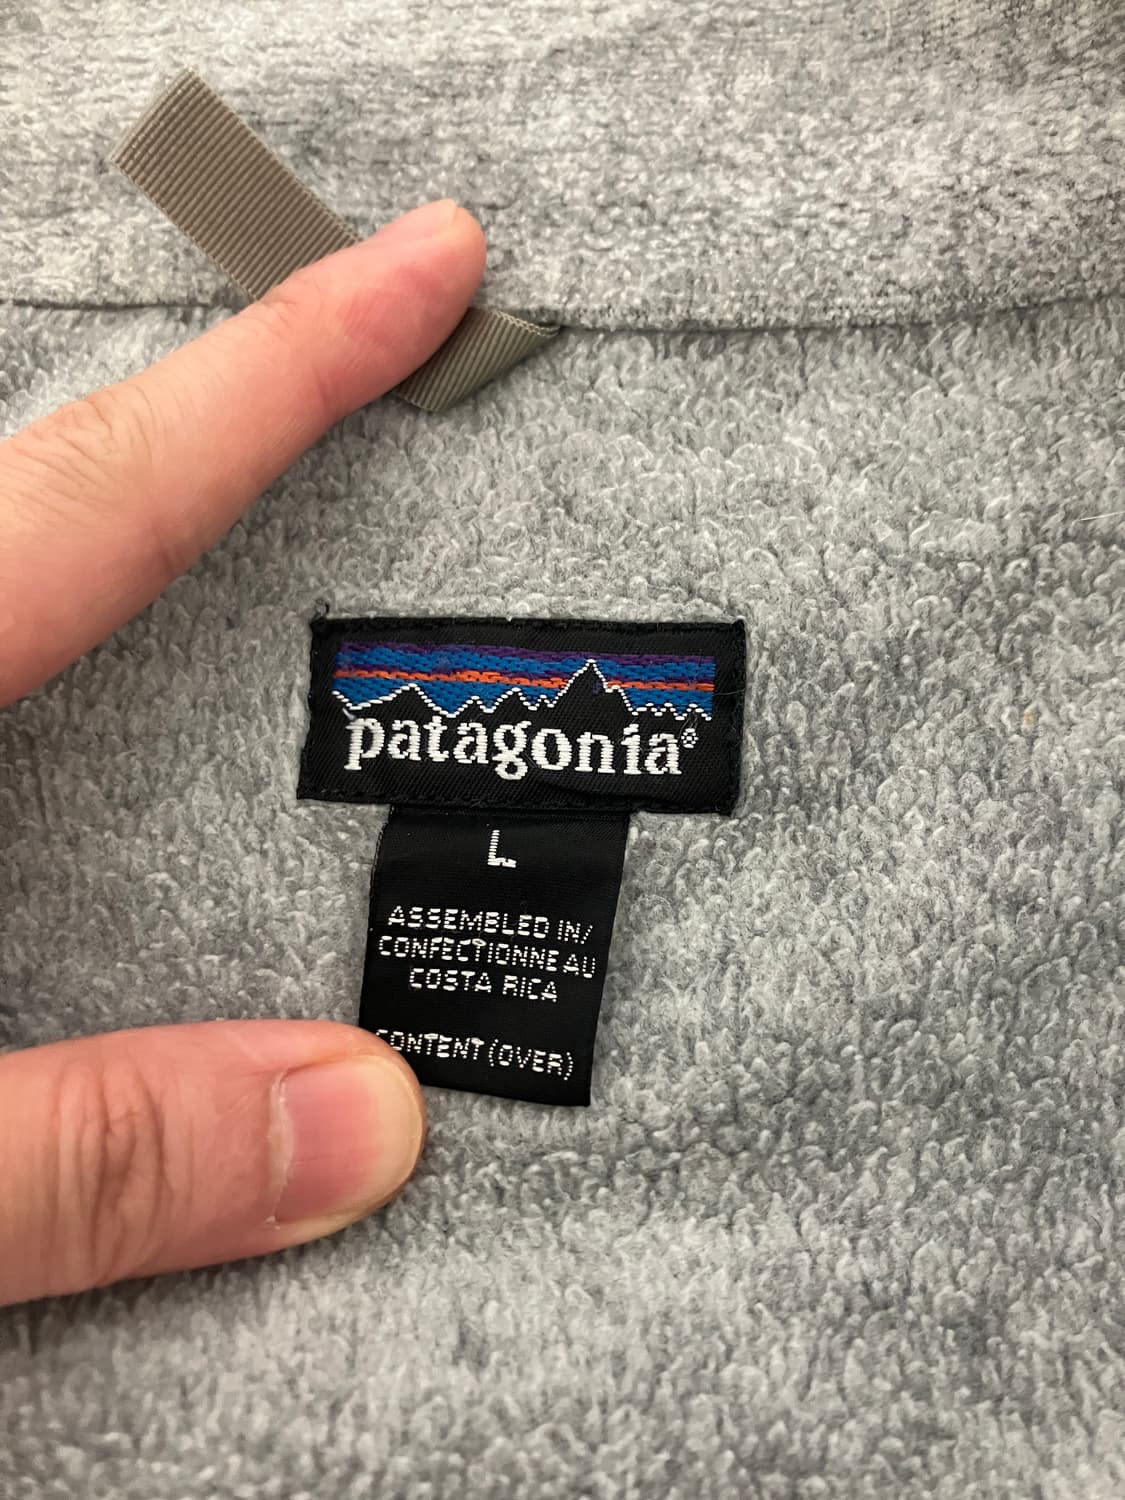 patagonia®
L
ASSEMBLED IN/
CONFECTIONNE AU
COSTA RICA
CONTENT (OVER)